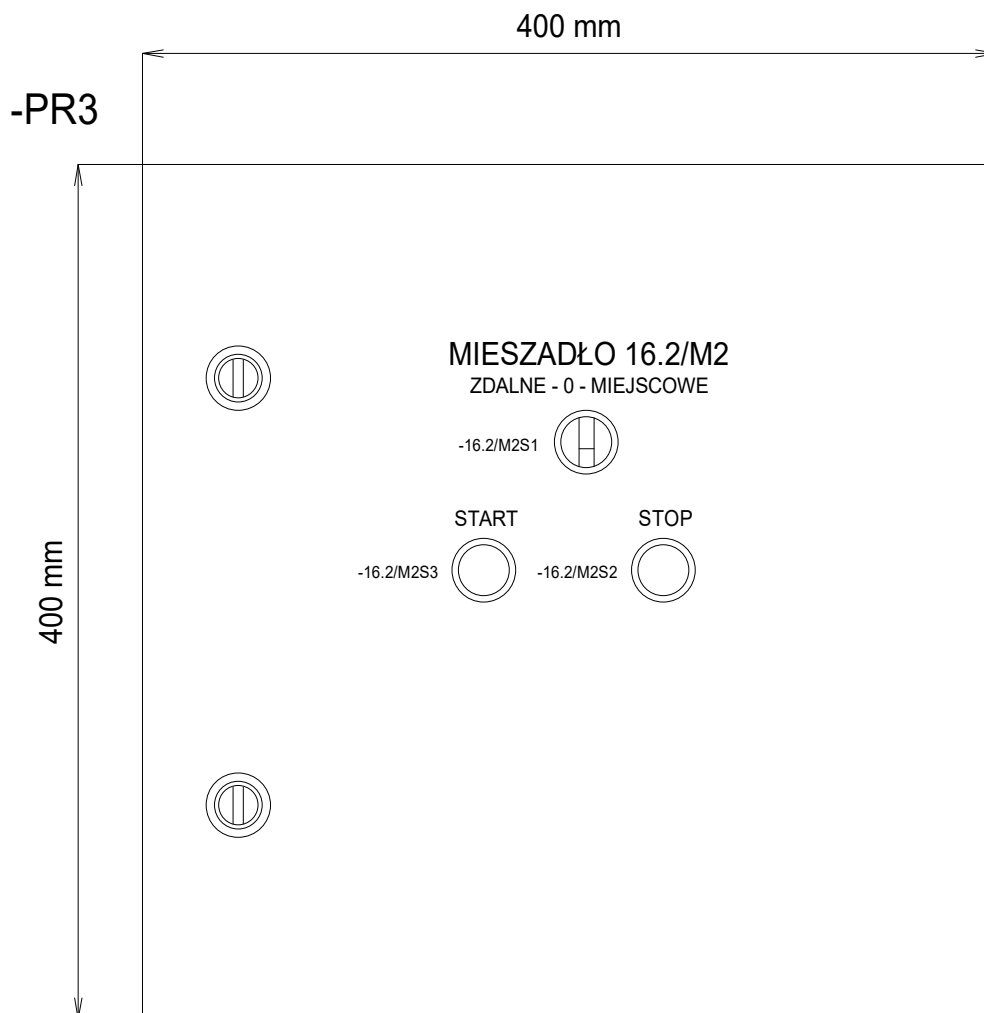 400 mm
-PR3
MIESZADŁO 16.2/M2
ZDALNE - 0 - MIEJSCOWE
-16.2/M2S1
START
STOP
-16.2/M2S3
-16.2/M2S2
400 mm